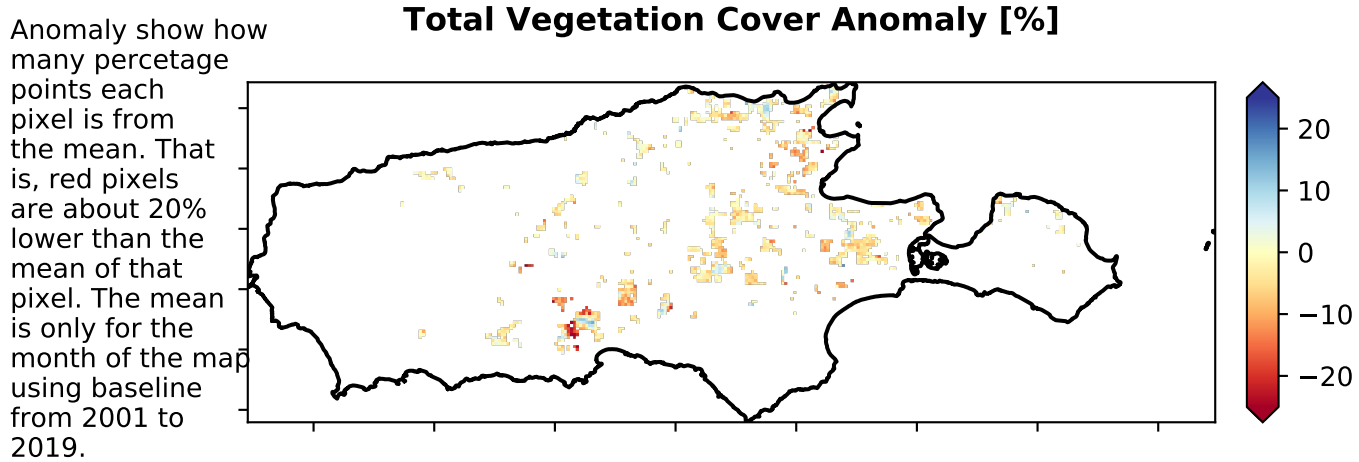 Total Vegetation Cover Anomaly [%]
Anomaly show how
many percetage
points each
pixel is from
the mean. That
is, red pixels
are about 20%
lower than the
mean of that
pixel. The mean
is only for the
month of the map
using baseline
from 2001 to
2019.
20
10
0
−10
−20